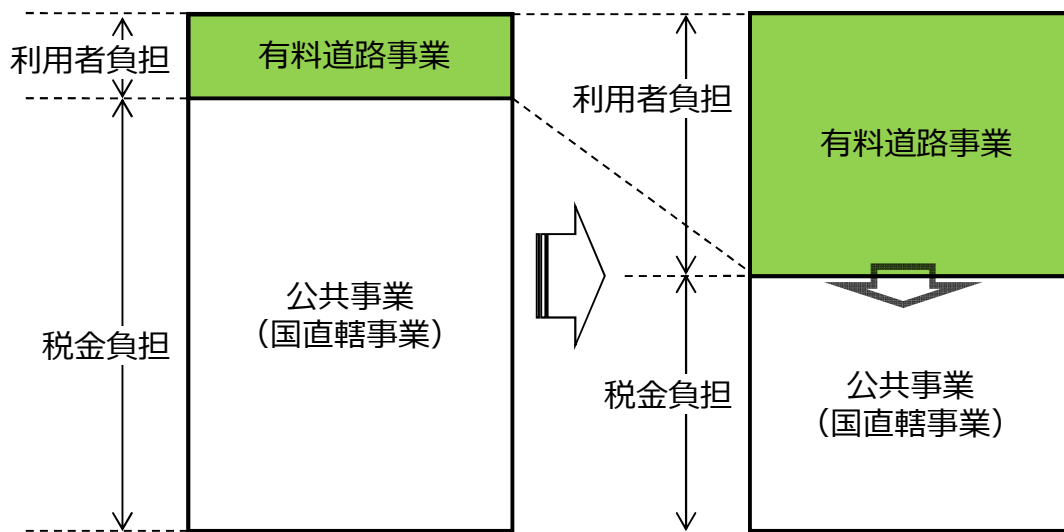 利用者負担
有料道路事業
税金負担
公共事業
（国直轄事業）
利用者負担
有料道路事業
税金負担
公共事業
（国直轄事業）